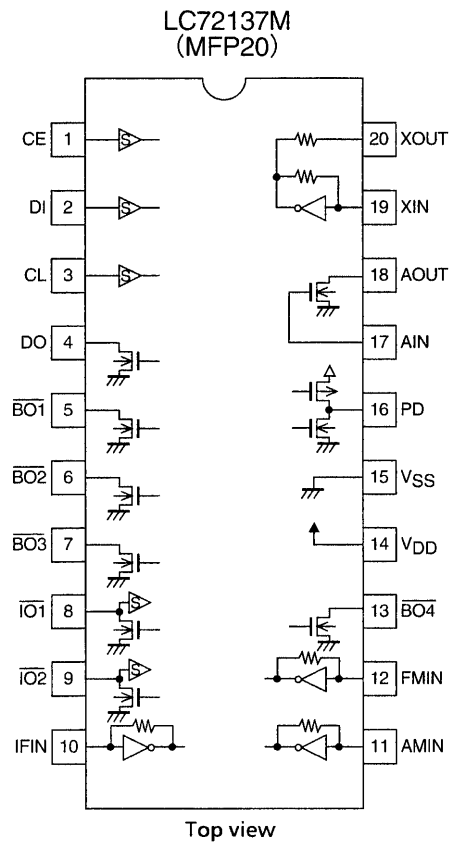 LC72137M
(MFP20)
CE 1 S 20 XOUT
DI 2 S 19 XIN
CL 3 S 18 AOUT
DO 4 17 AIN
BO1 5 16 PD
BO2 6 15 VSS
BO3 7 14 VDD
IO1 8 S 13 BO4
IO2 9 S 12 FMIN
IFIN 10 11 AMIN
Top view